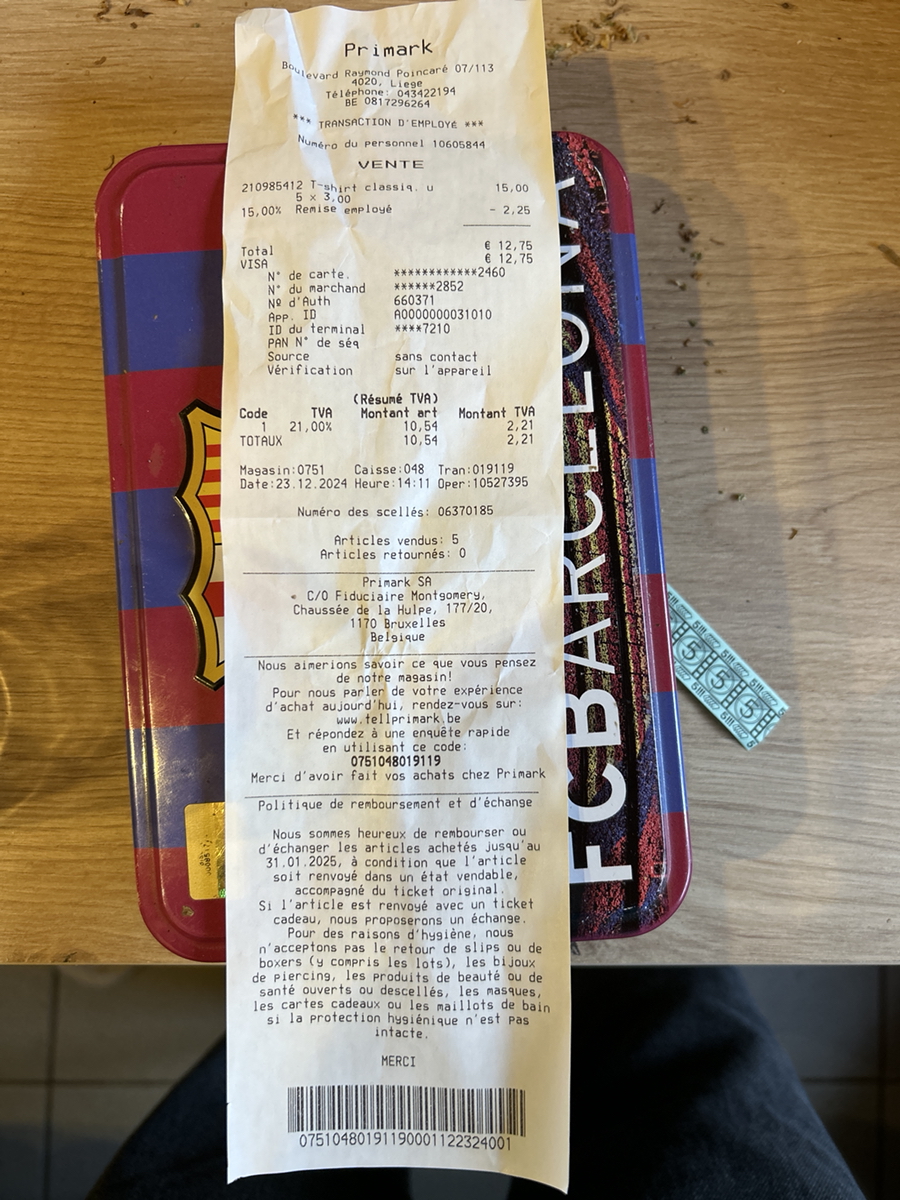 Primark
Boulevard Raymond Poincaré 07/113
4020, Liege
Téléphone: 043422194
BE 0817296264
*** TRANSACTION D'EMPLOYÉ ***
Numéro du personnel 10605844
VENTE
210985412 T-shirt classiq. u 15,00
5 x 3,00
15,00% Remise employé - 2,25
Total € 12,75
VISA € 12,75
N° de carte. ************2460
N° du marchand ******2852
Nº d'Auth 660371
App. ID A0000000031010
ID du terminal ****7210
PAN N° de séq
Source sans contact
Vérification sur l'appareil
(Résumé TVA)
Code TVA Montant art Montant TVA
1 21,00% 10,54 2,21
TOTAUX 10,54 2,21
Magasin:0751 Caisse:048 Tran:019119
Date:23.12.2024 Heure:14:11 Oper:10527395
Numéro des scellés: 06370185
Articles vendus: 5
Articles retournés: 0
Primark SA
C/O Fiduciaire Montgomery,
Chaussée de la Hulpe, 177/20,
1170 Bruxelles
Belgique
Nous aimerions savoir ce que vous pensez
de notre magasin!
Pour nous parler de votre expérience
d'achat aujourd'hui, rendez-vous sur:
www.tellprimark.be
Et répondez à une enquête rapide
en utilisant ce code:
0751048019119
Merci d'avoir fait vos achats chez Primark
Politique de remboursement et d'échange
Nous sommes heureux de rembourser ou
d'échanger les articles achetés jusqu'au
31.01.2025, à condition que l'article
soit renvoyé dans un état vendable,
accompagné du ticket original.
Si l'article est renvoyé avec un ticket
cadeau, nous proposerons un échange.
Pour des raisons d'hygiène, nous
n'acceptons pas le retour de slips ou de
boxers (y compris les lots), les bijoux
de piercing, les produits de beauté ou de
santé ouverts ou descellés, les masques,
les cartes cadeaux ou les maillots de bain
si la protection hygiénique n'est pas
intacte.
MERCI
07510480191190001122324001
FCBARCELONA
5 5 5